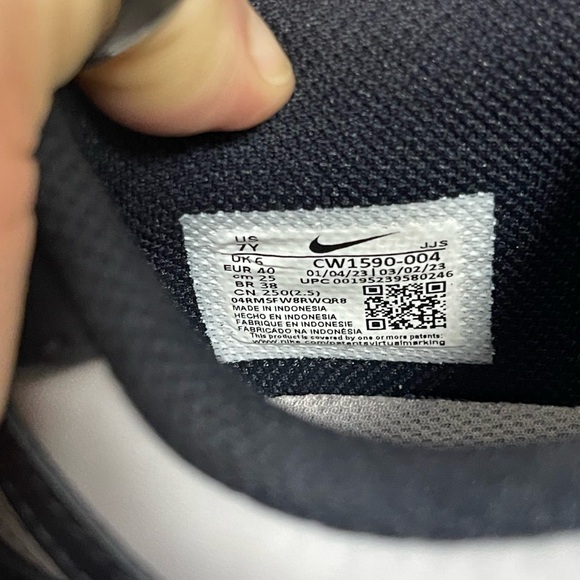 US
7Y
UK 6
EUR 40
cm 25
BR 38
CN 250(2.5)
JJS
CW1590-004
01/04/23 | 03/02/23
UPC 00195239580246
04RMSFW8RWQR8
MADE IN INDONESIA
HECHO EN INDONESIA
FABRIQUE EN INDONESIE
FABRICADO NA INDONÉSIA
This product is covered by one or more patents:
www.nike.com/patentsvirtualmarking